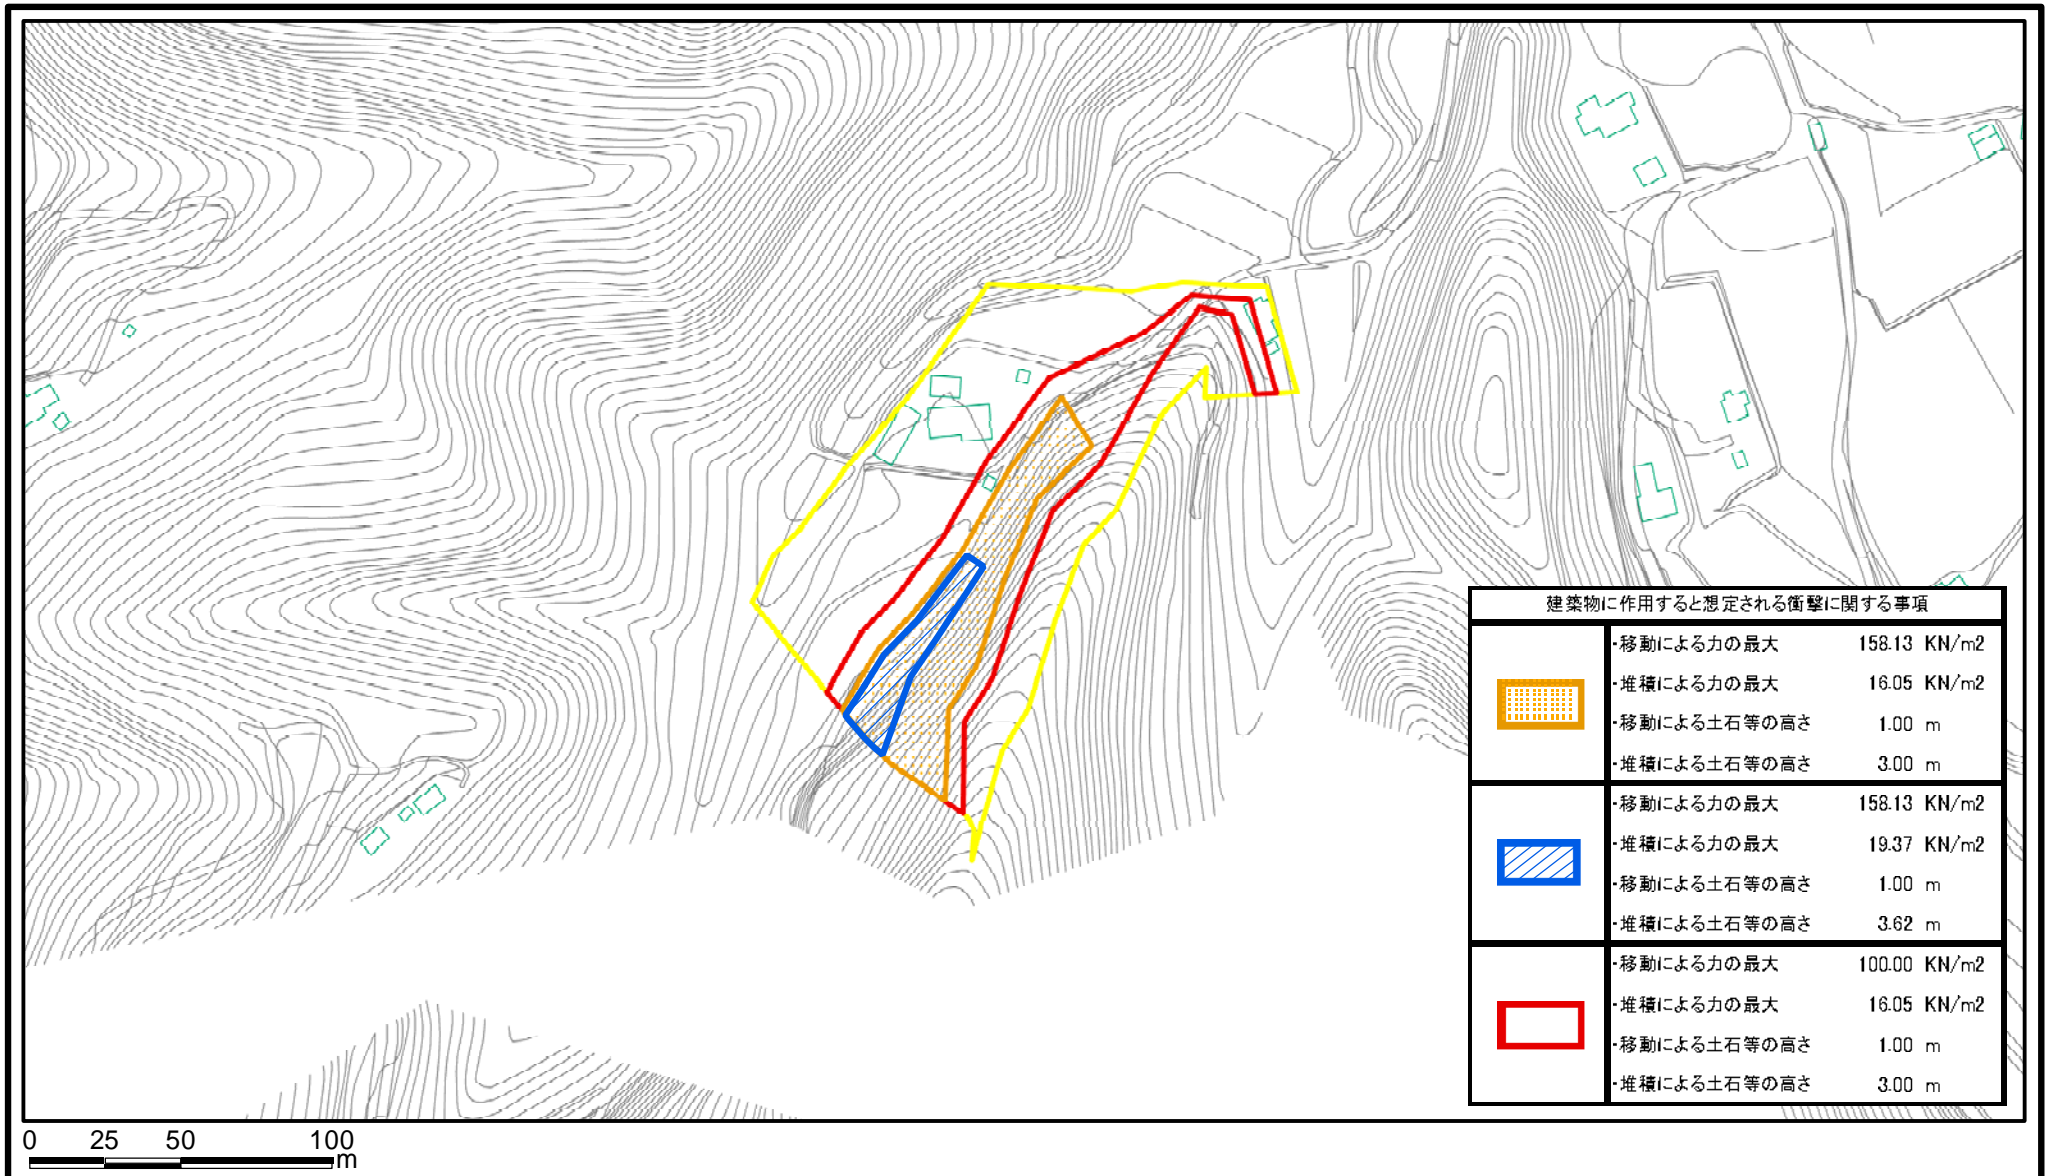 建築物に作用すると想定される衝撃に関する事項
・移動による力の最大 158.13 KN/m2
・堆積による力の最大 16.05 KN/m2
・移動による土石等の高さ 1.00 m
・堆積による土石等の高さ 3.00 m
・移動による力の最大 158.13 KN/m2
・堆積による力の最大 19.37 KN/m2
・移動による土石等の高さ 1.00 m
・堆積による土石等の高さ 3.62 m
・移動による力の最大 100.00 KN/m2
・堆積による力の最大 16.05 KN/m2
・移動による土石等の高さ 1.00 m
・堆積による土石等の高さ 3.00 m
0 25 50 100
m